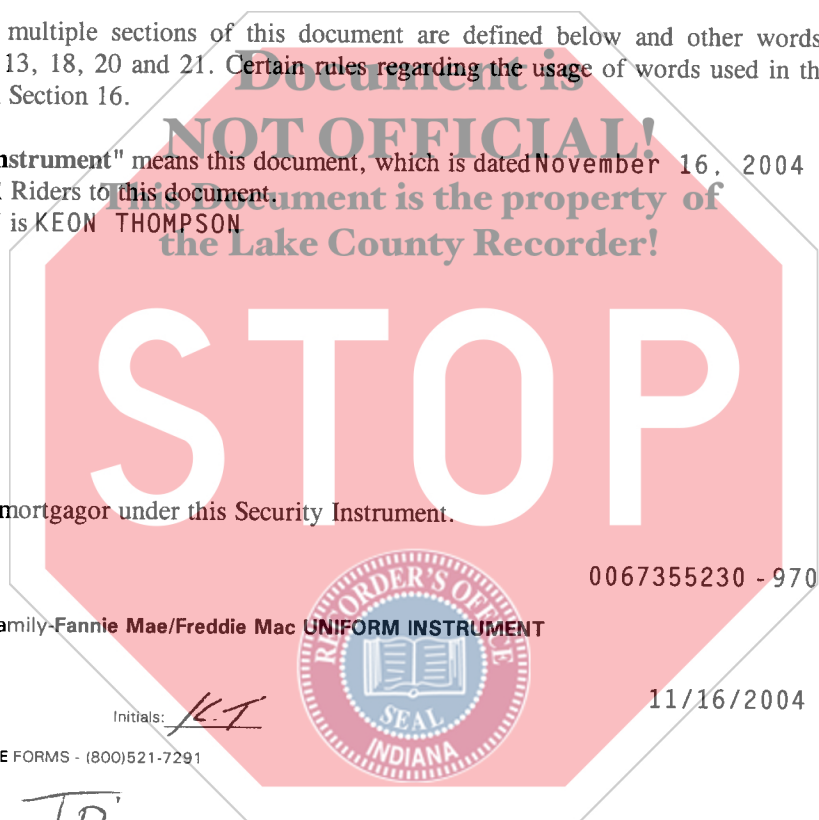 multiple sections of this document are defined below and other words
13, 18, 20 and 21. Certain rules regarding the usage of words used in th
Section 16.
Document is
NOT OFFICIAL!
This Document is the property of
the Lake County Recorder!
nstrument" means this document, which is dated November 16, 2004
Riders to this document.
is KEON THOMPSON
STOP
mortgagor under this Security Instrument.
0067355230 - 970
amily-Fannie Mae/Freddie Mac UNIFORM INSTRUMENT
RECORDER'S OFFICE
SEAL
INDIANA
11/16/2004
Initials: K.T
E FORMS - (800)521-7291